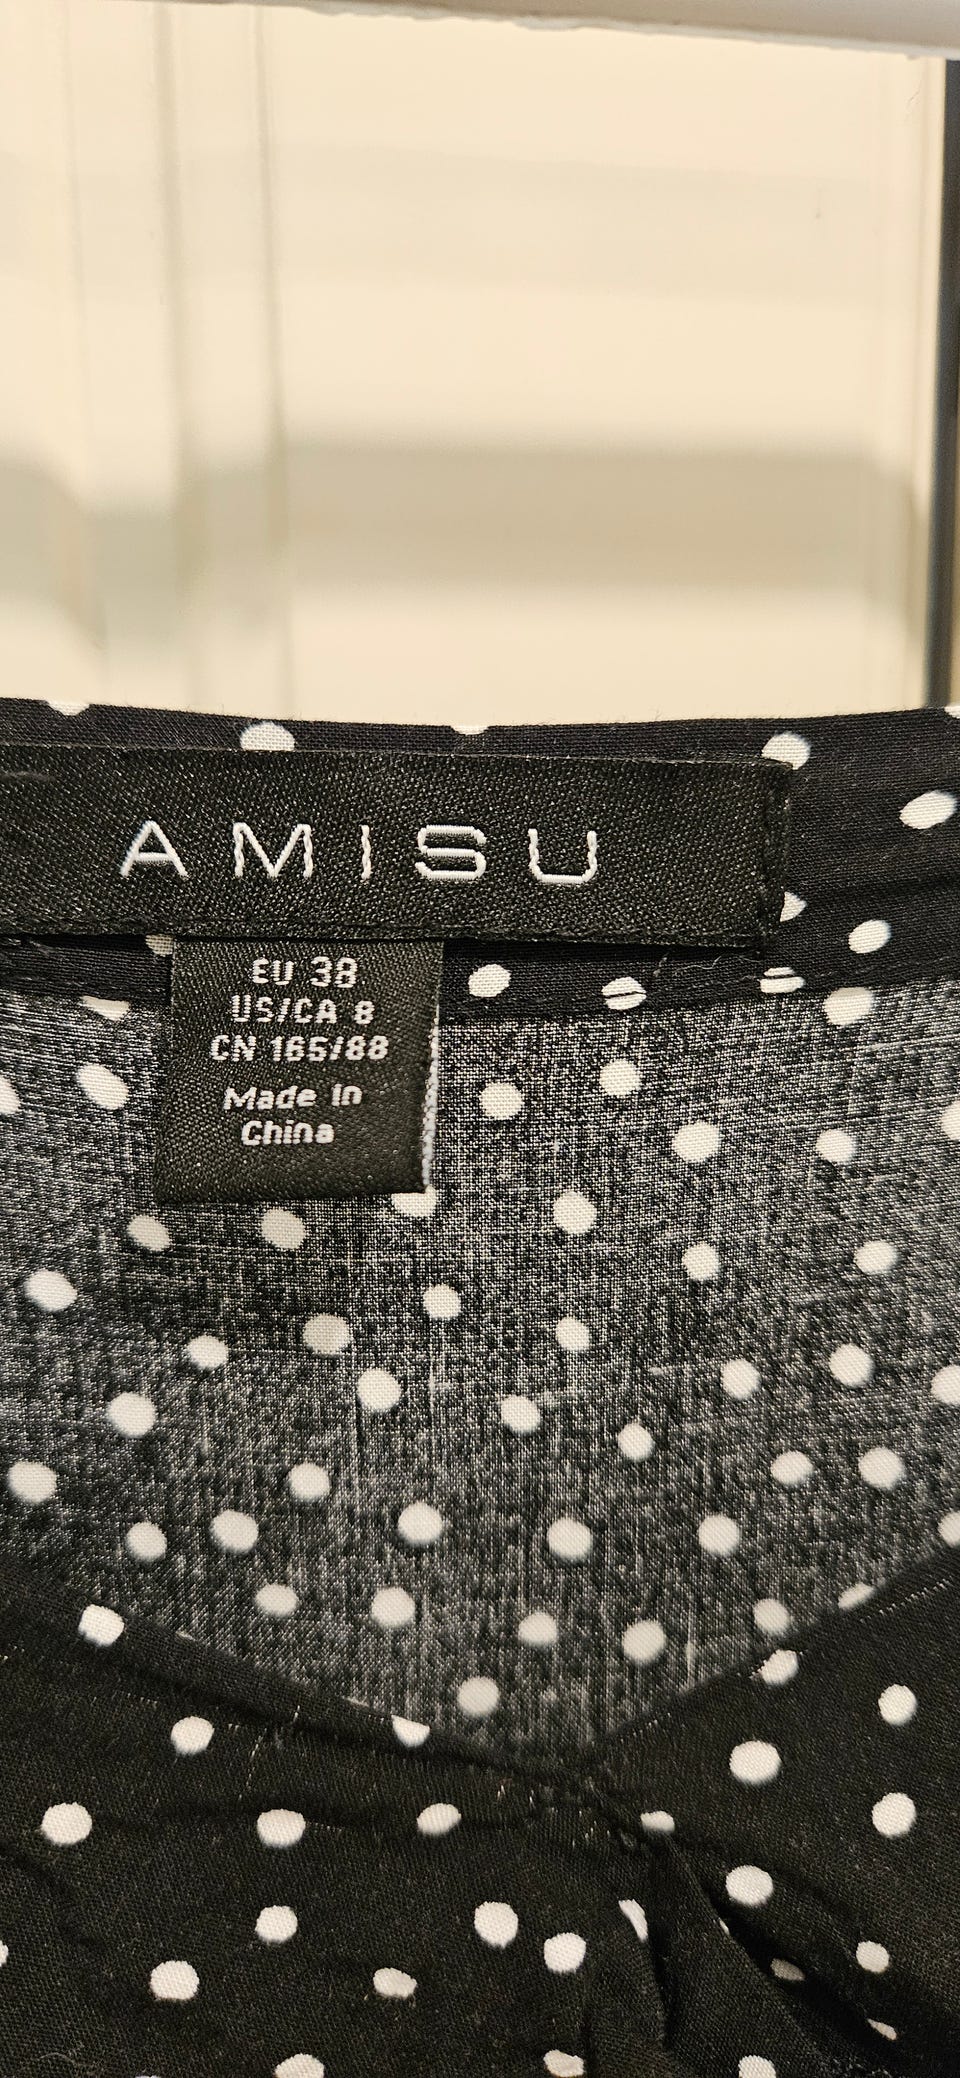 AMISU
EU 38
US/CA 8
CN 165/88
Made in
China